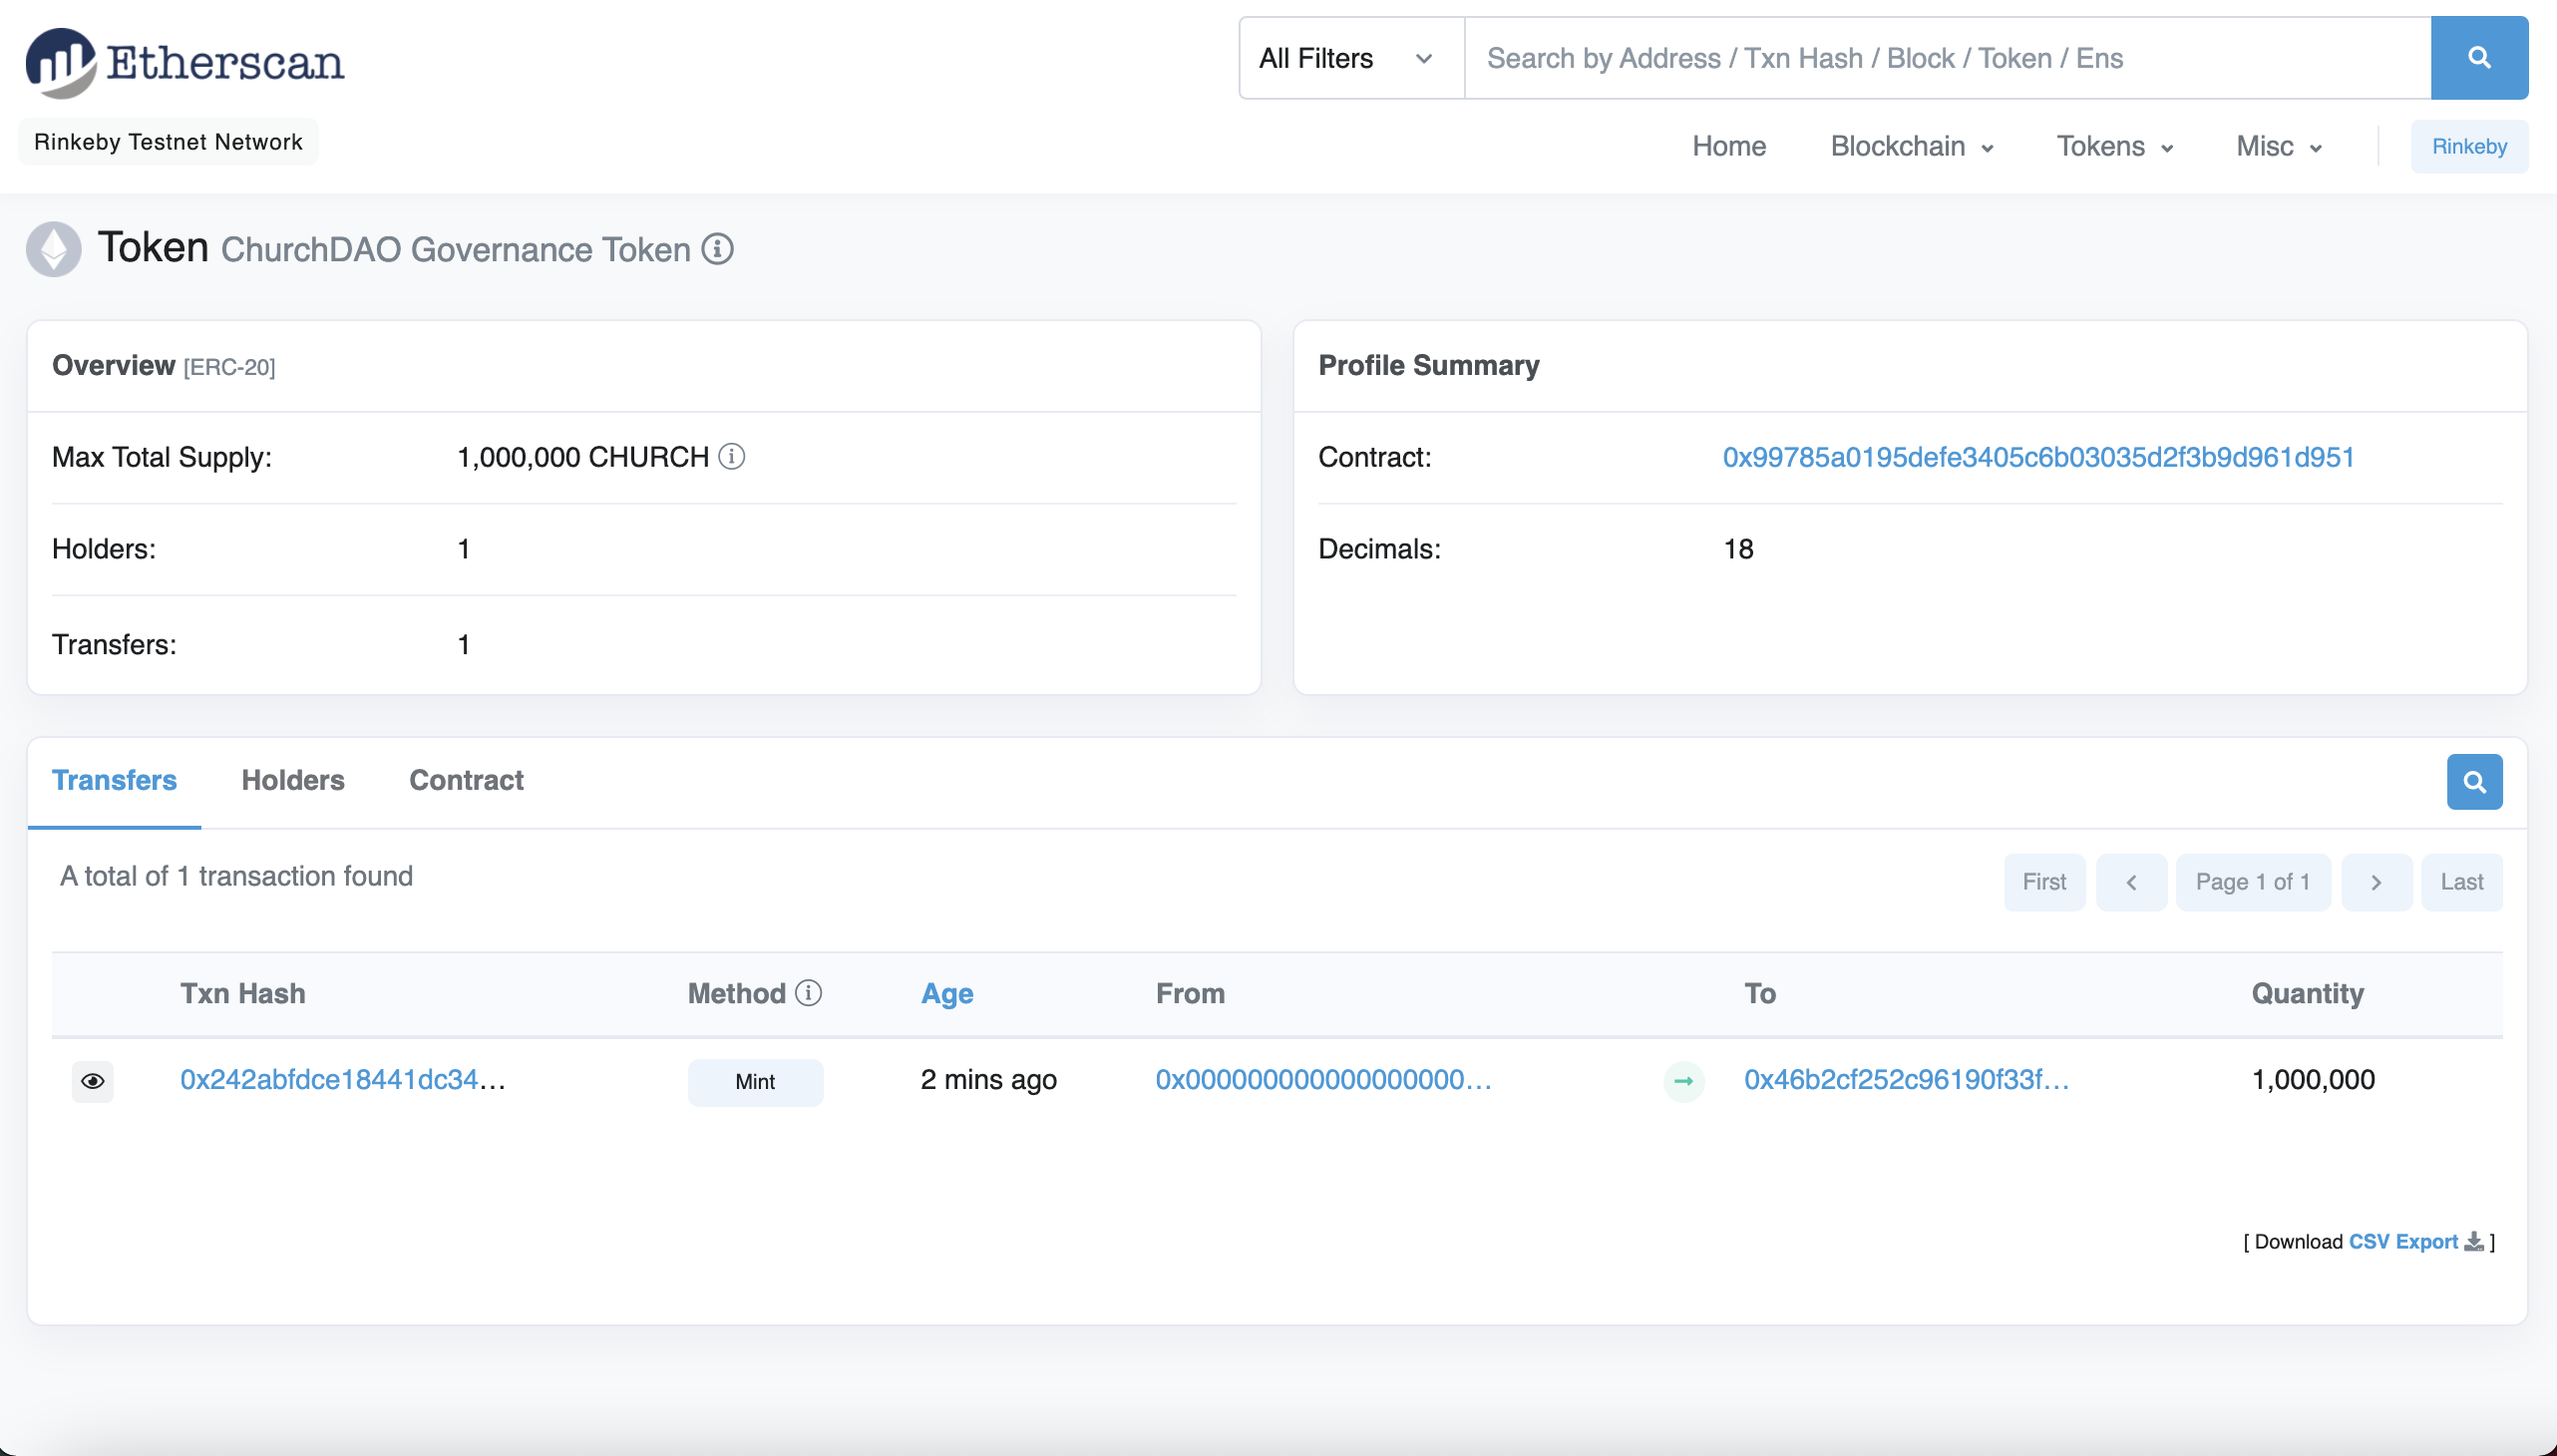 Etherscan
All Filters
Search by Address / Txn Hash / Block / Token / Ens
Rinkeby Testnet Network
Home Blockchain Tokens Misc Rinkeby
Token ChurchDAO Governance Token
Overview [ERC-20]
Max Total Supply: 1,000,000 CHURCH
Holders: 1
Transfers: 1
Profile Summary
Contract: 0x99785a0195defe3405c6b03035d2f3b9d961d951
Decimals: 18
Transfers Holders Contract
A total of 1 transaction found
First Page 1 of 1 Last
Txn Hash Method Age From To Quantity
0x242abfdce18441dc34... Mint 2 mins ago 0x000000000000000000... 0x46b2cf252c96190f33f... 1,000,000
[ Download CSV Export ]